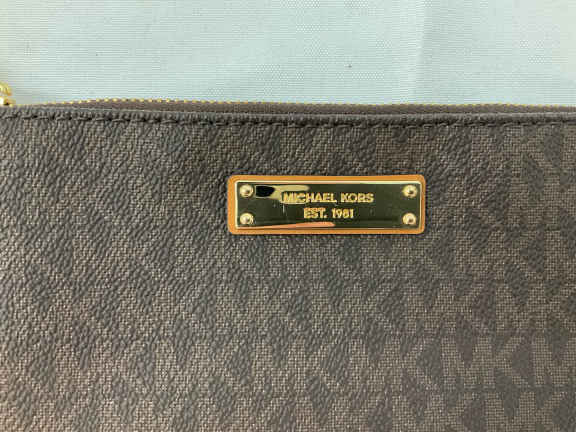 MICHAEL KORS
EST. 1981